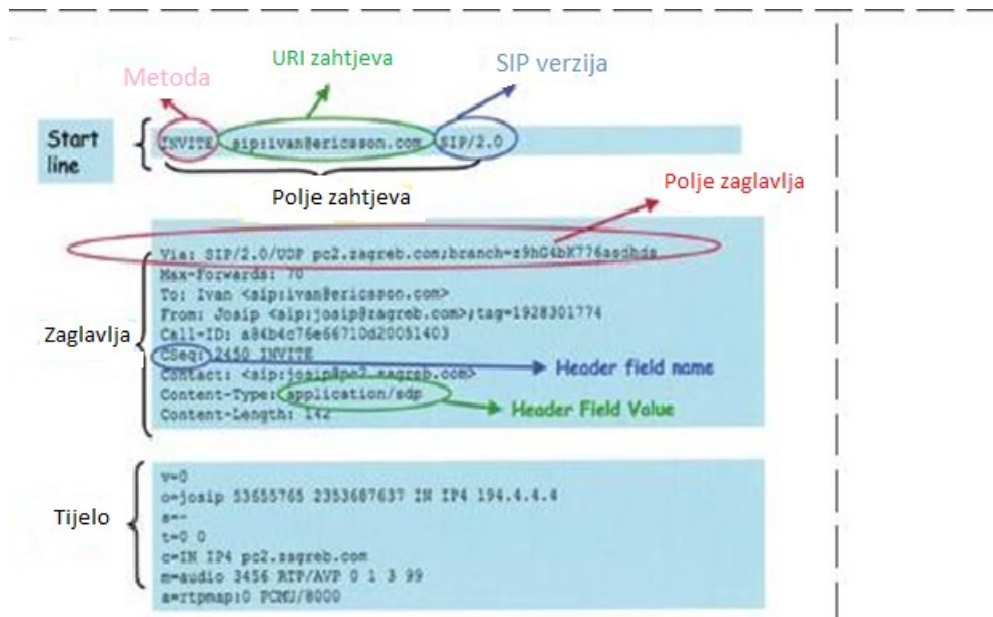 Metoda
URI zahtjeva
SIP verzija
Start
line
INVITE sip:ivan@ericsson.com SIP/2.0
Polje zahtjeva
Polje zaglavlja
Zaglavlja
Via: SIP/2.0/UDP pc2.zagreb.com;branch=z9hG4bK776asdhds
Max-Forwards: 70
To: Ivan <sip:ivan@ericsson.com>
From: Josip <sip:josip@zagreb.com>;tag=1928301774
Call-ID: a84b4c76e66710d20051403
CSeq: 2450 INVITE
Header field name
Contact: <sip:josip@pc2.zagreb.com>
Content-Type: application/sdp
Header Field Value
Content-Length: 142
Tijelo
v=0
o=josip 53655765 2353687637 IN IP4 194.4.4.4
s=-
t=0 0
c=IN IP4 pc2.zagreb.com
m=audio 3456 RTP/AVP 0 1 3 99
a=rtpmap:0 PCMU/8000